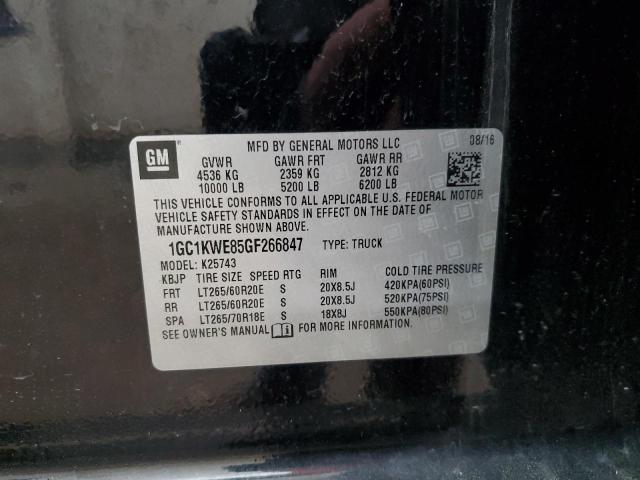 MFD BY GENERAL MOTORS LLC 08/16
GM
GVWR GAWR FRT GAWR RR
4536 KG 2359 KG 2812 KG
10000 LB 5200 LB 6200 LB
THIS VEHICLE CONFORMS TO ALL APPLICABLE U.S. FEDERAL MOTOR
VEHICLE SAFETY STANDARDS IN EFFECT ON THE DATE OF
MANUFACTURE SHOWN ABOVE.
1GC1KWE85GF266847 TYPE: TRUCK
MODEL: K25743
KBJP TIRE SIZE SPEED RTG RIM COLD TIRE PRESSURE
FRT LT265/60R20E S 20X8.5J 420KPA(60PSI)
RR LT265/60R20E S 20X8.5J 520KPA(75PSI)
SPA LT265/70R18E S 18X8J 550KPA(80PSI)
SEE OWNER'S MANUAL FOR MORE INFORMATION.